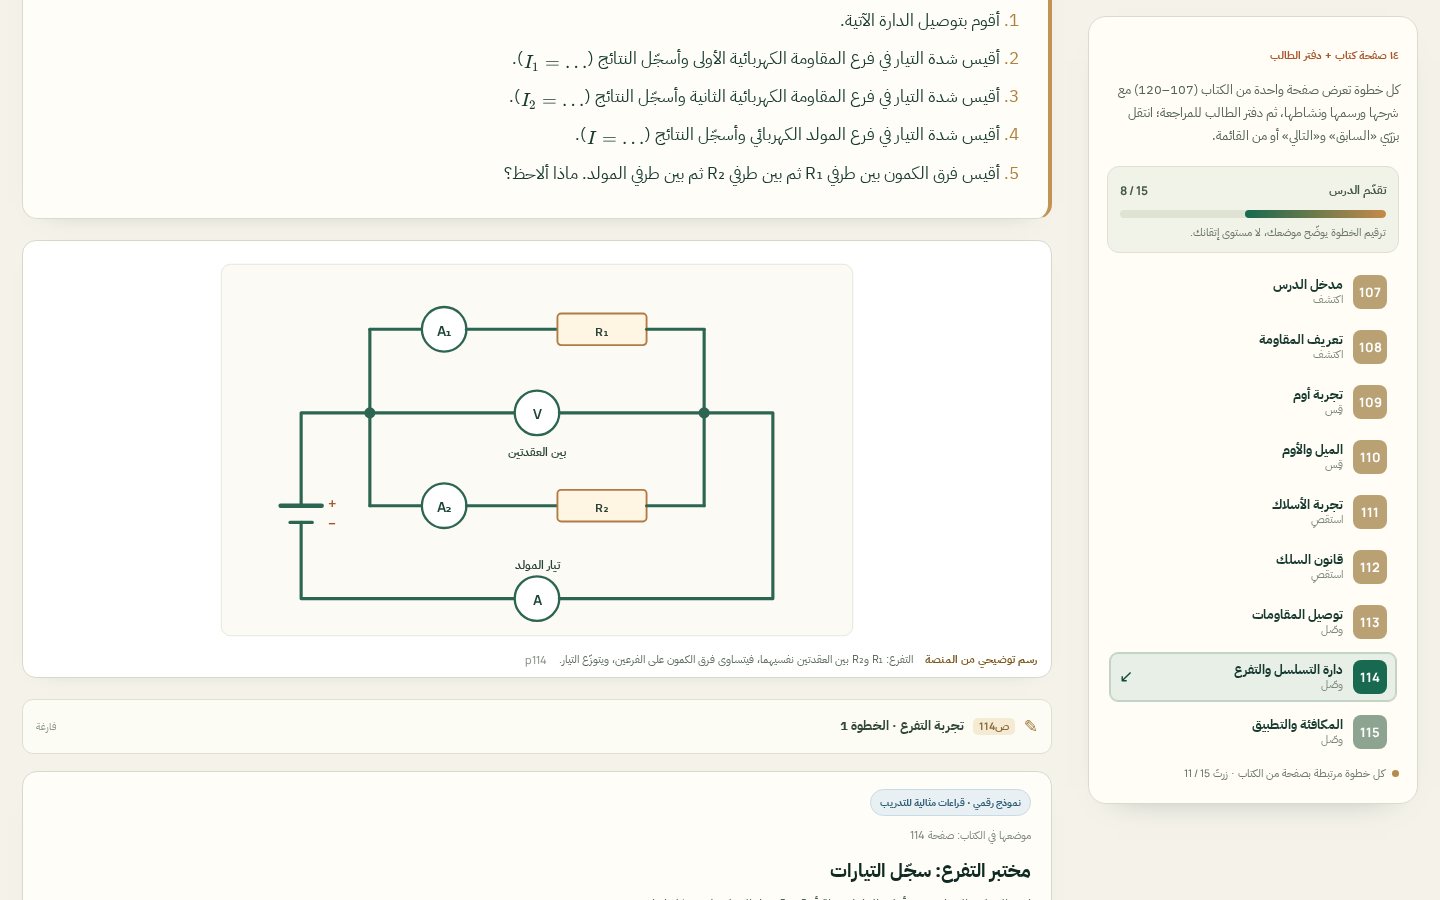 1. أقوم بتوصيل الدارة الآتية.
2. أقيس شدة التيار في فرع المقاومة الكهربائية الأولى وأسجّل النتائج (I₁ = …).
3. أقيس شدة التيار في فرع المقاومة الكهربائية الثانية وأسجّل النتائج (I₂ = …).
4. أقيس شدة التيار في فرع المولد الكهربائي وأسجّل النتائج (I = …).
5. أقيس فرق الكمون بين طرفي R₁ ثم بين طرفي R₂ ثم بين طرفي المولد. ماذا ألاحظ؟
A₁
R₁
V
بين العقدتين
+
−
A₂
R₂
تيار المولد
A
رسم توضيحي من المنصة التفرع: R₁ وR₂ بين العقدتين نفسيهما، فيتساوى فرق الكمون على الفرعين، ويتوزّع التيار. p114
✎ ص114 تجربة التفرع · الخطوة 1 فارغة
نموذج رقمي · قراءات مثالية للتدريب
موضعها في الكتاب: صفحة 114
مختبر التفرع: سجّل التيارات
١٤ صفحة كتاب + دفتر الطالب
كل خطوة تعرض صفحة واحدة من الكتاب (107–120) مع
شرحها ورسمها ونشاطها، ثم دفتر الطالب للمراجعة؛ انتقل
بزرّي «السابق» و«التالي» أو من القائمة.
تقدّم الدرس 8 / 15
ترقيم الخطوة يوضّح موضعك، لا مستوى إتقانك.
107 مدخل الدرس
اكتشف
108 تعريف المقاومة
اكتشف
109 تجربة أوم
قِس
110 الميل والأوم
قِس
111 تجربة الأسلاك
استقصِ
112 قانون السلك
استقصِ
113 توصيل المقاومات
وصّل
114 دارة التسلسل والتفرع ↙
وصّل
115 المكافئة والتطبيق
وصّل
كل خطوة مرتبطة بصفحة من الكتاب · زرتَ 15 / 11